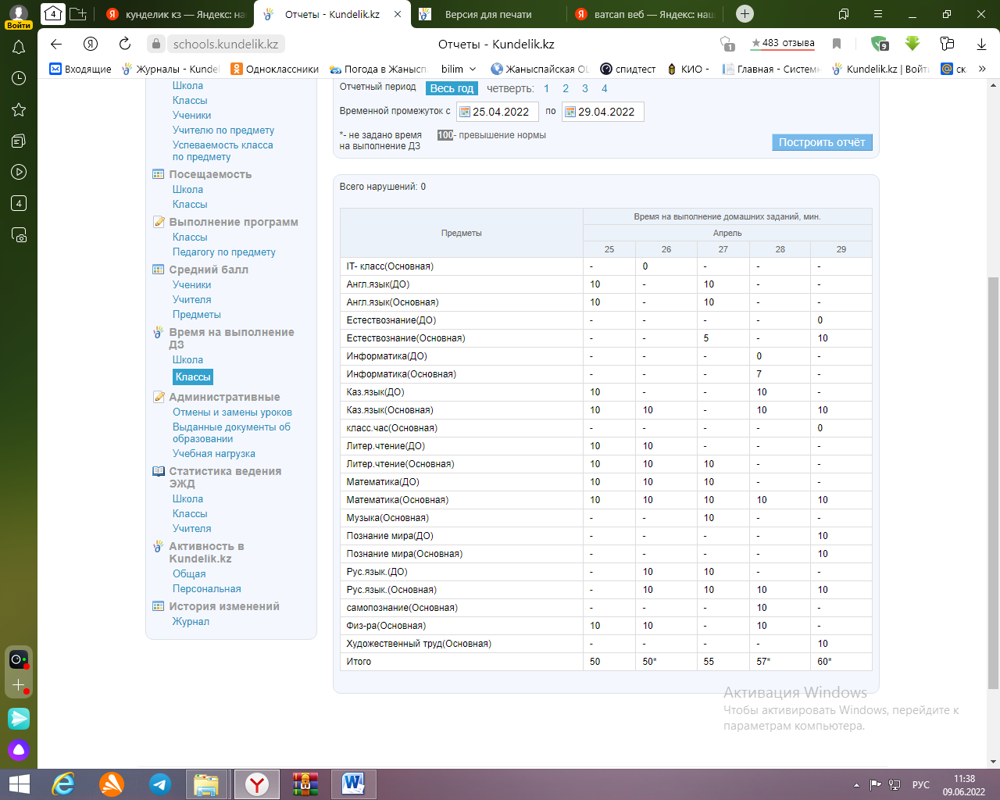 Войти
кунделик кз — Яндекс: на
Отчеты - Kundelik.kz
Версия для печати
ватсап веб — Яндекс: наш
schools.kundelik.kz
Отчеты - Kundelik.kz
1
483 отзыва
9
Входящие
Журналы - Kunde
Одноклассники
Погода в Жаныс
bilim
Жаныспайская О
спидтест
КИО -
Главная - Систем
Kundelik.kz | Войт
ск
»
4
Школа
Классы
Ученики
Учителю по предмету
Успеваемость класса
по предмету
Посещаемость
Школа
Классы
Выполнение программ
Классы
Педагогу по предмету
Средний балл
Ученики
Учителя
Предметы
Время на выполнение
ДЗ
Школа
Классы
Административные
Отмены и замены уроков
Выданные документы об
образовании
Учебная нагрузка
Статистика ведения
ЭЖД
Школа
Классы
Учителя
Активность в
Kundelik.kz
Общая
Персональная
История изменений
Журнал
Отчетный период Весь год четверть: 1 2 3 4
Временной промежуток с 25.04.2022 по 29.04.2022
*- не задано время 100- превышение нормы
на выполнение ДЗ
Построить отчёт
Всего нарушений: 0
Предметы
Время на выполнение домашних заданий, мин.
Апрель
25 26 27 28 29
IT- класс(Основная) - 0 - - -
Англ.язык(ДО) 10 - 10 - -
Англ.язык(Основная) 10 - 10 - -
Естествознание(ДО) - - - - 0
Естествознание(Основная) - - 5 - 10
Информатика(ДО) - - - 0 -
Информатика(Основная) - - - 7 -
Каз.язык(ДО) 10 - - 10 -
Каз.язык(Основная) 10 10 - 10 10
класс.час(Основная) - - - - 0
Литер.чтение(ДО) 10 10 - - -
Литер.чтение(Основная) 10 10 10 - -
Математика(ДО) 10 10 10 - -
Математика(Основная) 10 10 10 10 10
Музыка(Основная) - - 10 - -
Познание мира(ДО) - - - - 10
Познание мира(Основная) - - - - 10
Рус.язык.(ДО) - 10 10 - -
Рус.язык.(Основная) - 10 10 10 10
самопознание(Основная) - - - 10 -
Физ-ра(Основная) 10 10 - 10 -
Художественный труд(Основная) - - - - 10
Итого 50 50* 55 57* 60*
Активация Windows
Чтобы активировать Windows, перейдите к
параметрам компьютера.
РУС
11:38
09.06.2022